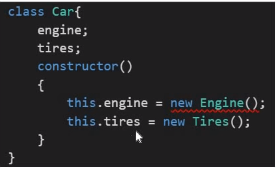 class Car{
    engine;
    tires;
    constructor()
    {
        this.engine = new Engine();
        this.tires = new Tires();
    }
}